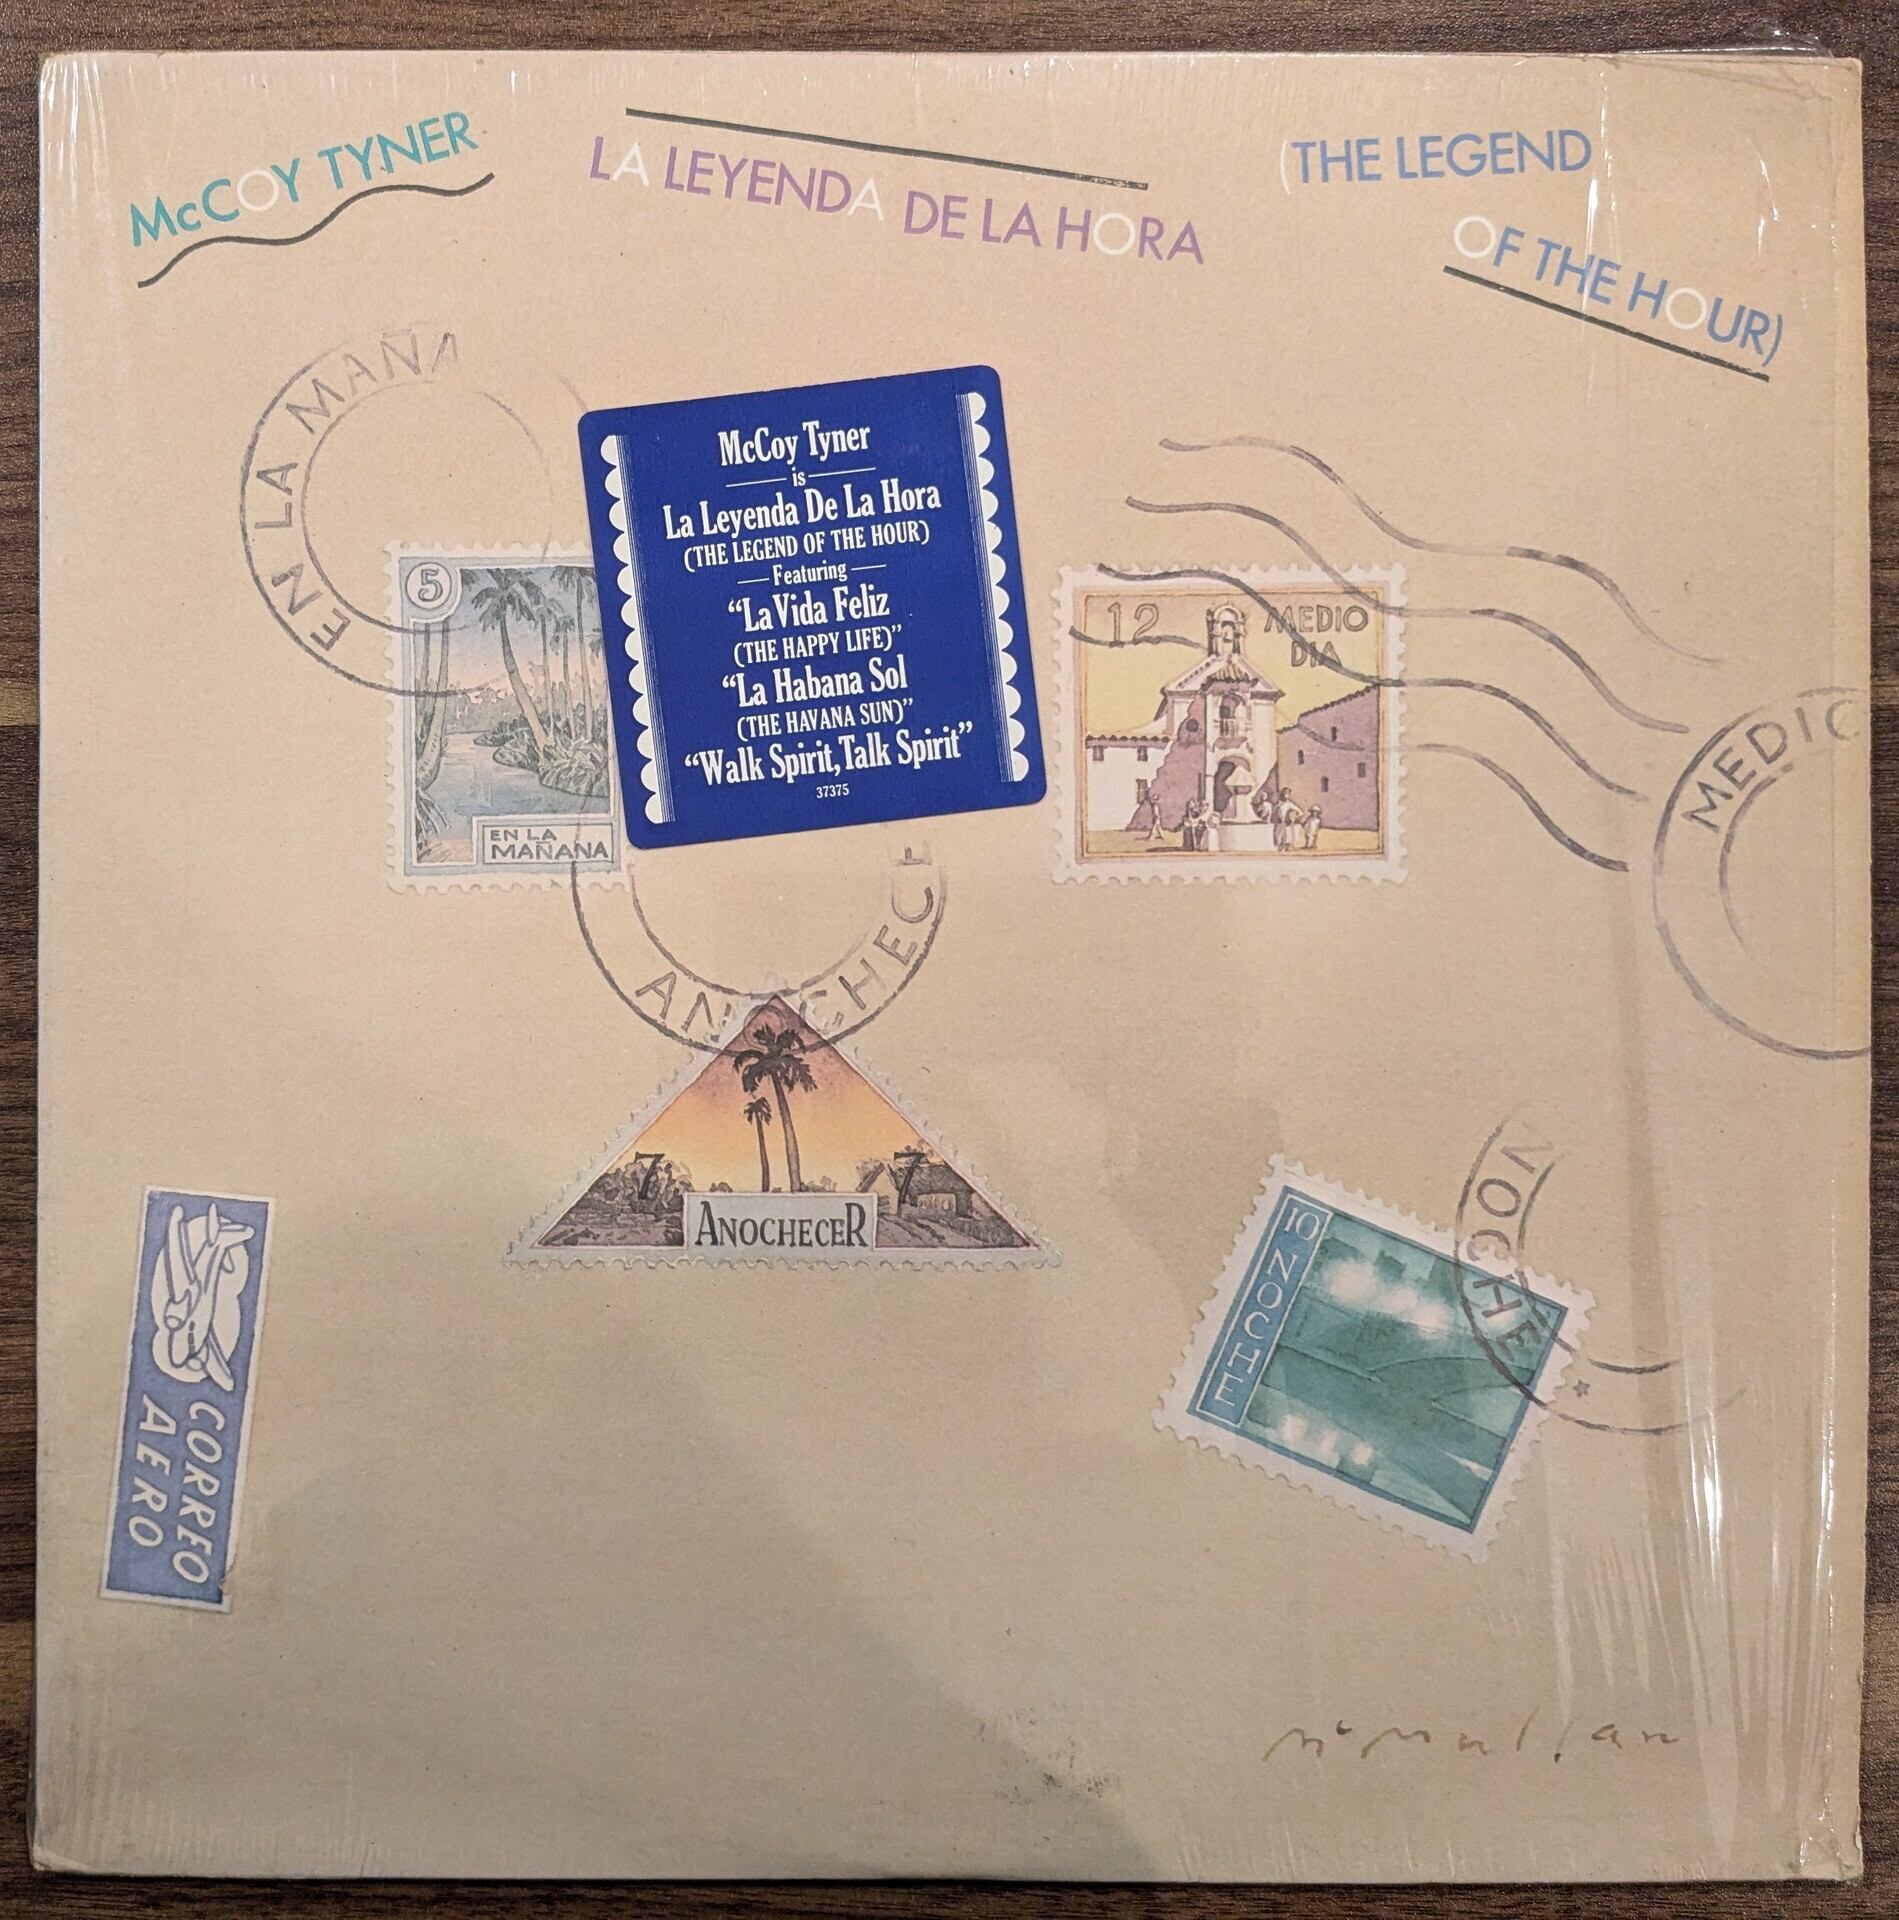 McCOY TYNER
LA LEYENDA DE LA HORA
(THE LEGEND
OF THE HOUR)
EN LA MAÑA
McCoy Tyner
is
La Leyenda De La Hora
(THE LEGEND OF THE HOUR)
Featuring
“La Vida Feliz
(THE HAPPY LIFE)”
“La Habana Sol
(THE HAVANA SUN)”
“Walk Spirit, Talk Spirit”
37375
5
EN LA
MAÑANA
12 MEDIO
DIA
MEDIO
ANOCHECE
7 7
ANOCHECER
10 NOCHE
NOCHE
CORREO
AERO